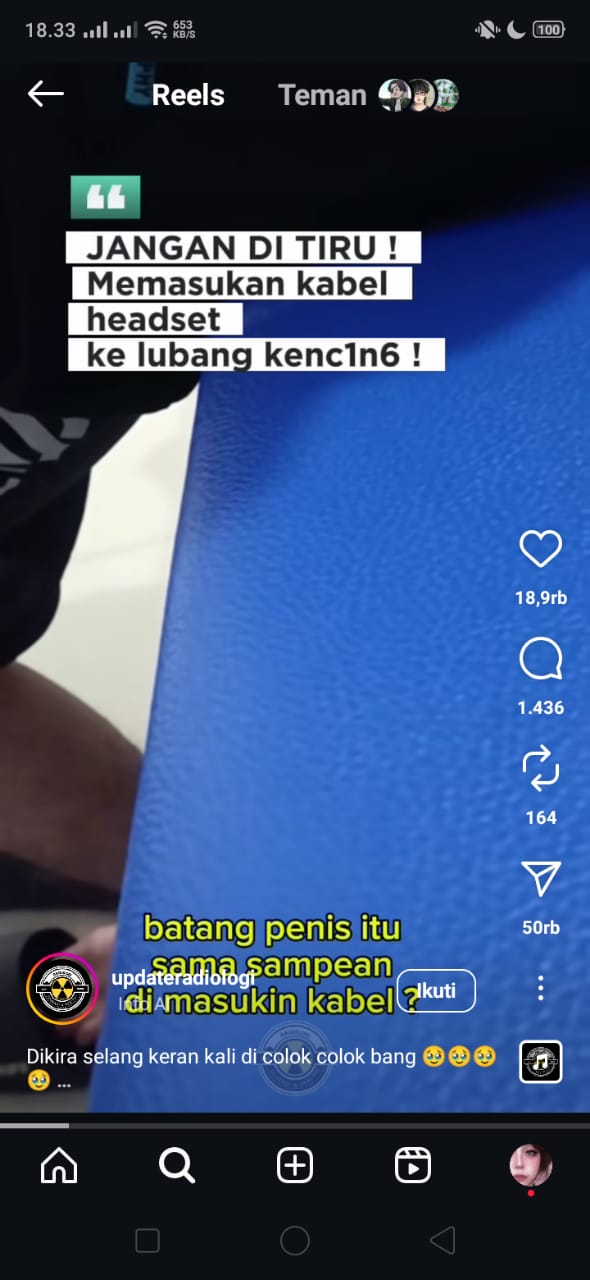 18.33
653
KB/S
100
Reels
Teman
JANGAN DI TIRU !
Memasukan kabel
headset
ke lubang kenc1n6 !
18,9rb
1.436
164
50rb
batang penis itu
sama sampean
di masukin kabel ?
updateradiologi
Ikuti
Dikira selang keran kali di colok colok bang 🥹🥹🥹
🥹 ...